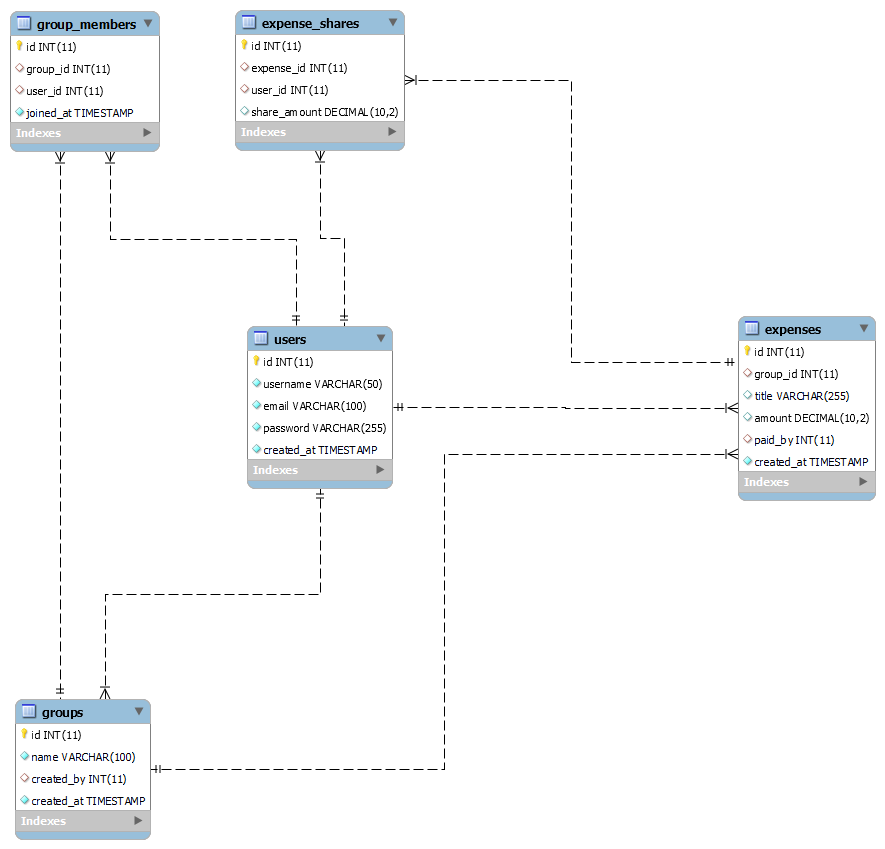 group_members
id INT(11)
group_id INT(11)
user_id INT(11)
joined_at TIMESTAMP
Indexes
expense_shares
id INT(11)
expense_id INT(11)
user_id INT(11)
share_amount DECIMAL(10,2)
Indexes
users
id INT(11)
username VARCHAR(50)
email VARCHAR(100)
password VARCHAR(255)
created_at TIMESTAMP
Indexes
expenses
id INT(11)
group_id INT(11)
title VARCHAR(255)
amount DECIMAL(10,2)
paid_by INT(11)
created_at TIMESTAMP
Indexes
groups
id INT(11)
name VARCHAR(100)
created_by INT(11)
created_at TIMESTAMP
Indexes